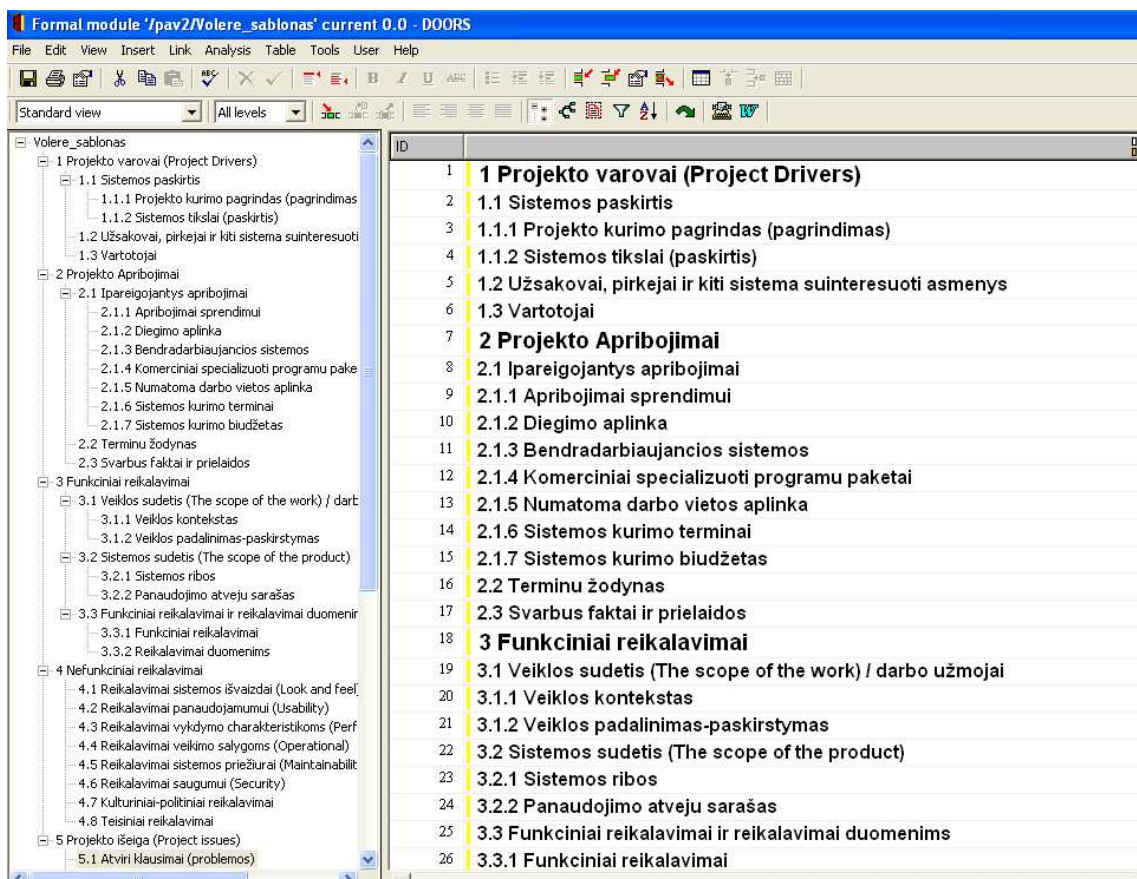 Formal module '/pav2/Volere_sablonas' current 0.0 - DOORS
File Edit View Insert Link Analysis Table Tools User Help
Standard view All levels
Volere_sablonas
1 Projekto varovai (Project Drivers)
1.1 Sistemos paskirtis
1.1.1 Projekto kurimo pagrindas (pagrindimas
1.1.2 Sistemos tikslai (paskirtis)
1.2 Užsakovai, pirkejai ir kiti sistema suinteresuoti
1.3 Vartotojai
2 Projekto Apribojimai
2.1 Ipareigojantys apribojimai
2.1.1 Apribojimai sprendimui
2.1.2 Diegimo aplinka
2.1.3 Bendradarbiaujancios sistemos
2.1.4 Komerciniai specializuoti programu pake
2.1.5 Numatoma darbo vietos aplinka
2.1.6 Sistemos kurimo terminai
2.1.7 Sistemos kurimo biudžetas
2.2 Terminu žodynas
2.3 Svarbus faktai ir prielaidos
3 Funkciniai reikalavimai
3.1 Veiklos sudetis (The scope of the work) / dart
3.1.1 Veiklos kontekstas
3.1.2 Veiklos padalinimas-paskirstymas
3.2 Sistemos sudetis (The scope of the product)
3.2.1 Sistemos ribos
3.2.2 Panaudojimo atveju sarašas
3.3 Funkciniai reikalavimai ir reikalavimai duomenir
3.3.1 Funkciniai reikalavimai
3.3.2 Reikalavimai duomenims
4 Nefunkciniai reikalavimai
4.1 Reikalavimai sistemos išvaizdai (Look and feel)
4.2 Reikalavimai panaudojamumui (Usability)
4.3 Reikalavimai vykdymo charakteristikoms (Perf
4.4 Reikalavimai veikimo salygoms (Operational)
4.5 Reikalavimai sistemos priežiurai (Maintainabilit
4.6 Reikalavimai saugumui (Security)
4.7 Kulturiniai-politiniai reikalavimai
4.8 Teisiniai reikalavimai
5 Projekto išeiga (Project issues)
5.1 Atviri klausimai (problemos)
ID
1 1 Projekto varovai (Project Drivers)
2 1.1 Sistemos paskirtis
3 1.1.1 Projekto kurimo pagrindas (pagrindimas)
4 1.1.2 Sistemos tikslai (paskirtis)
5 1.2 Užsakovai, pirkejai ir kiti sistema suinteresuoti asmenys
6 1.3 Vartotojai
7 2 Projekto Apribojimai
8 2.1 Ipareigojantys apribojimai
9 2.1.1 Apribojimai sprendimui
10 2.1.2 Diegimo aplinka
11 2.1.3 Bendradarbiaujancios sistemos
12 2.1.4 Komerciniai specializuoti programu paketai
13 2.1.5 Numatoma darbo vietos aplinka
14 2.1.6 Sistemos kurimo terminai
15 2.1.7 Sistemos kurimo biudžetas
16 2.2 Terminu žodynas
17 2.3 Svarbus faktai ir prielaidos
18 3 Funkciniai reikalavimai
19 3.1 Veiklos sudetis (The scope of the work) / darbo užmojai
20 3.1.1 Veiklos kontekstas
21 3.1.2 Veiklos padalinimas-paskirstymas
22 3.2 Sistemos sudetis (The scope of the product)
23 3.2.1 Sistemos ribos
24 3.2.2 Panaudojimo atveju sarašas
25 3.3 Funkciniai reikalavimai ir reikalavimai duomenims
26 3.3.1 Funkciniai reikalavimai